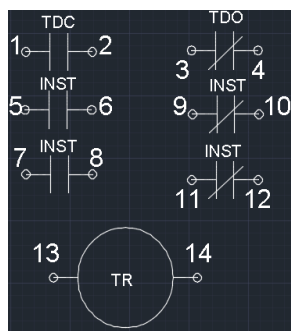 TDC TDO
1 2 3 4
INST INST
5 6 9 10
INST INST
7 8 11 12
13 14
TR